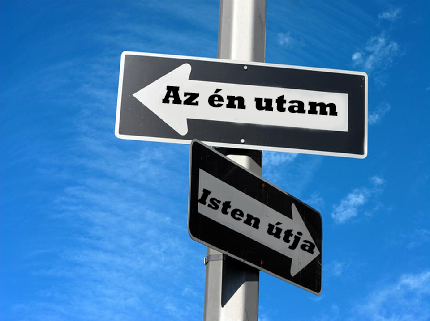 Az én utam
Isten útja